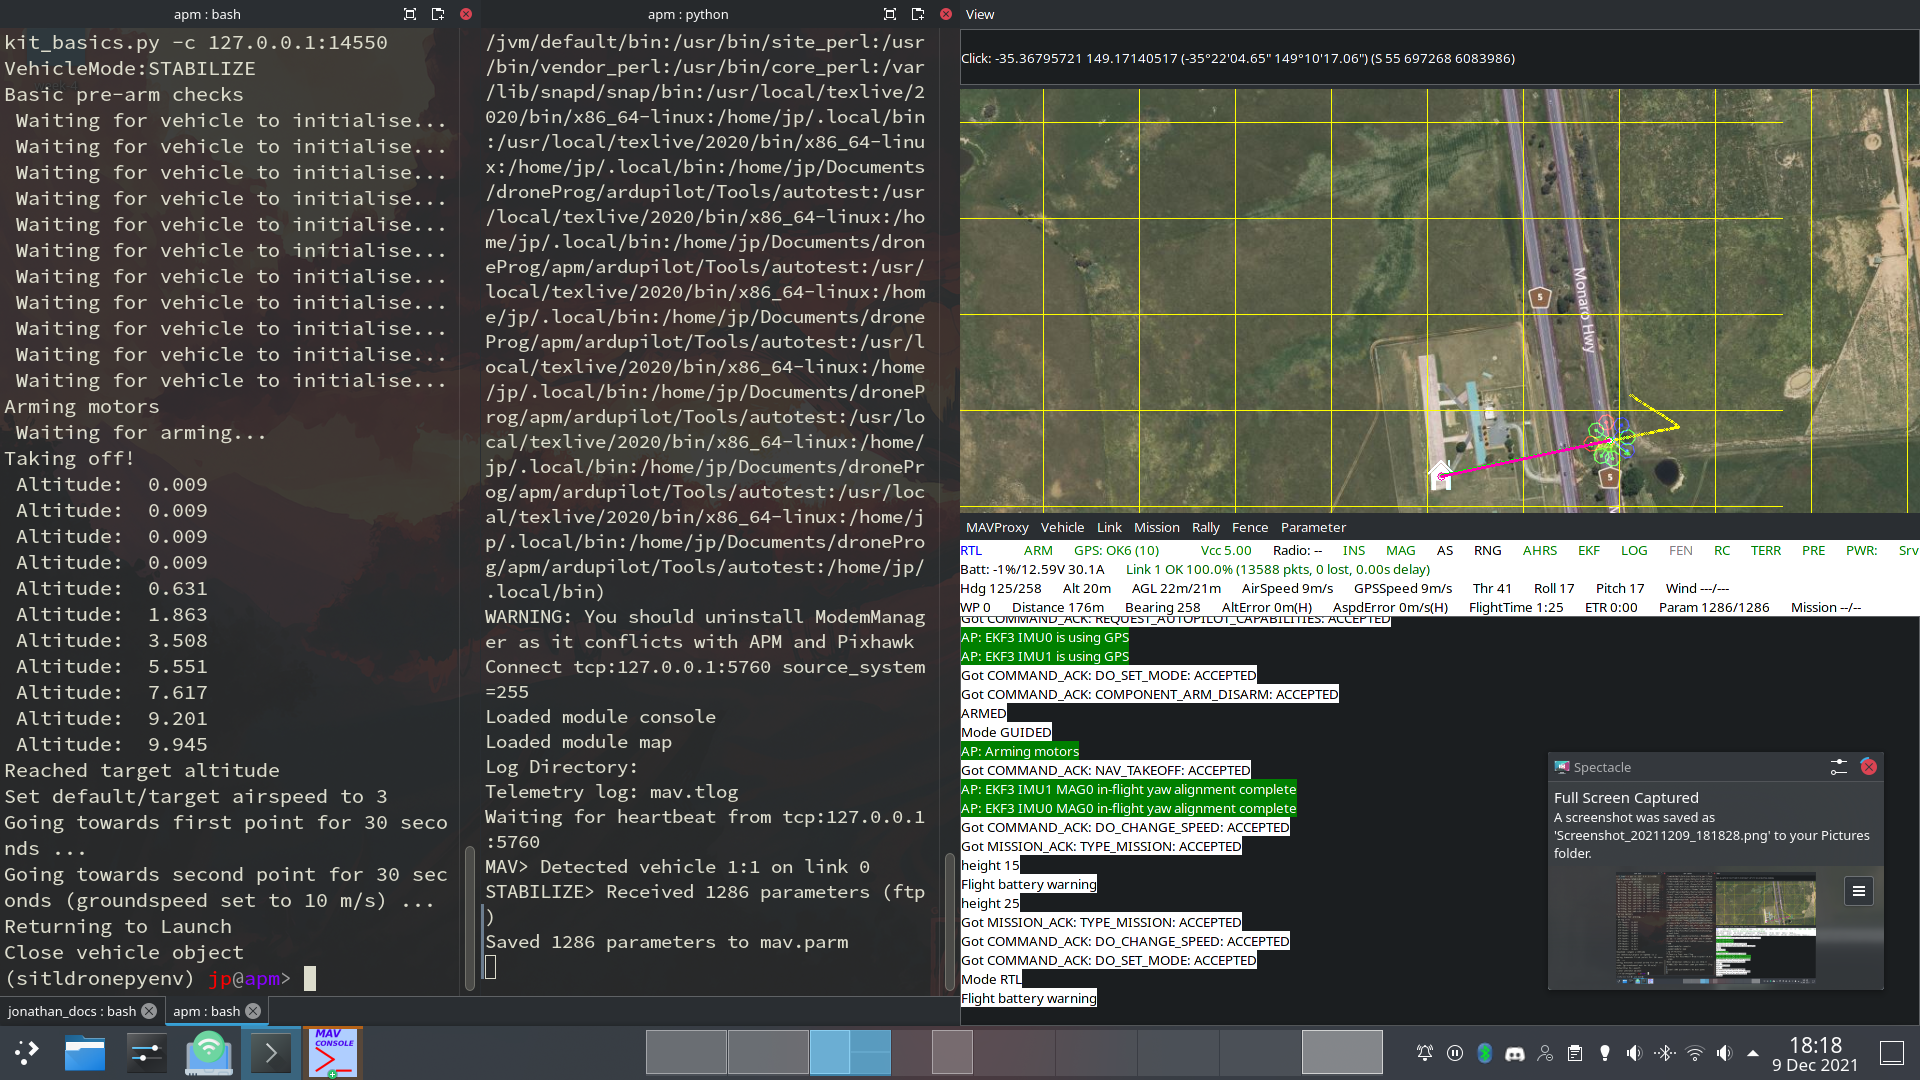 apm : bash
kit_basics.py -c 127.0.0.1:14550
VehicleMode:STABILIZE
Basic pre-arm checks
Waiting for vehicle to initialise...
Waiting for vehicle to initialise...
Waiting for vehicle to initialise...
Waiting for vehicle to initialise...
Waiting for vehicle to initialise...
Waiting for vehicle to initialise...
Waiting for vehicle to initialise...
Waiting for vehicle to initialise...
Waiting for vehicle to initialise...
Waiting for vehicle to initialise...
Waiting for vehicle to initialise...
Arming motors
Waiting for arming...
Taking off!
Altitude:  0.009
Altitude:  0.009
Altitude:  0.009
Altitude:  0.009
Altitude:  0.631
Altitude:  1.863
Altitude:  3.508
Altitude:  5.551
Altitude:  7.617
Altitude:  9.201
Altitude:  9.945
Reached target altitude
Set default/target airspeed to 3
Going towards first point for 30 seco
nds ...
Going towards second point for 30 sec
onds (groundspeed set to 10 m/s) ...
Returning to Launch
Close vehicle object
(sitldronepyenv) jp@apm>
jonathan_docs : bash
apm : bash
apm : python
/jvm/default/bin:/usr/bin/site_perl:/usr
/bin/vendor_perl:/usr/bin/core_perl:/var
/lib/snapd/snap/bin:/usr/local/texlive/2
020/bin/x86_64-linux:/home/jp/.local/bin
:/usr/local/texlive/2020/bin/x86_64-linu
x:/home/jp/.local/bin:/home/jp/Documents
/droneProg/ardupilot/Tools/autotest:/usr
/local/texlive/2020/bin/x86_64-linux:/ho
me/jp/.local/bin:/home/jp/Documents/dron
eProg/apm/ardupilot/Tools/autotest:/usr/
local/texlive/2020/bin/x86_64-linux:/hom
e/jp/.local/bin:/home/jp/Documents/drone
Prog/apm/ardupilot/Tools/autotest:/usr/l
ocal/texlive/2020/bin/x86_64-linux:/home
/jp/.local/bin:/home/jp/Documents/droneP
rog/apm/ardupilot/Tools/autotest:/usr/lo
cal/texlive/2020/bin/x86_64-linux:/home/
jp/.local/bin:/home/jp/Documents/dronePr
og/apm/ardupilot/Tools/autotest:/usr/loc
al/texlive/2020/bin/x86_64-linux:/home/j
p/.local/bin:/home/jp/Documents/dronePro
g/apm/ardupilot/Tools/autotest:/home/jp/
.local/bin)
WARNING: You should uninstall ModemManag
er as it conflicts with APM and Pixhawk
Connect tcp:127.0.0.1:5760 source_system
=255
Loaded module console
Loaded module map
Log Directory:
Telemetry log: mav.tlog
Waiting for heartbeat from tcp:127.0.0.1
:5760
MAV> Detected vehicle 1:1 on link 0
STABILIZE> Received 1286 parameters (ftp
)
Saved 1286 parameters to mav.parm
View
Click: -35.36795721 149.17140517 (-35°22'04.65" 149°10'17.06") (S 55 697268 6083986)
5
Monaro Hwy
5
MAVProxy Vehicle Link Mission Rally Fence Parameter
RTL ARM GPS: OK6 (10) Vcc 5.00 Radio: -- INS MAG AS RNG AHRS EKF LOG FEN RC TERR PRE PWR: Srv
Batt: -1%/12.59V 30.1A Link 1 OK 100.0% (13588 pkts, 0 lost, 0.00s delay)
Hdg 125/258 Alt 20m AGL 22m/21m AirSpeed 9m/s GPSSpeed 9m/s Thr 41 Roll 17 Pitch 17 Wind ---/---
WP 0 Distance 176m Bearing 258 AltError 0m(H) AspdError 0m/s(H) FlightTime 1:25 ETR 0:00 Param 1286/1286 Mission --/--
Got COMMAND_ACK: REQUEST_AUTOPILOT_CAPABILITIES: ACCEPTED
AP: EKF3 IMU0 is using GPS
AP: EKF3 IMU1 is using GPS
Got COMMAND_ACK: DO_SET_MODE: ACCEPTED
Got COMMAND_ACK: COMPONENT_ARM_DISARM: ACCEPTED
ARMED
Mode GUIDED
AP: Arming motors
Got COMMAND_ACK: NAV_TAKEOFF: ACCEPTED
AP: EKF3 IMU1 MAG0 in-flight yaw alignment complete
AP: EKF3 IMU0 MAG0 in-flight yaw alignment complete
Got COMMAND_ACK: DO_CHANGE_SPEED: ACCEPTED
Got MISSION_ACK: TYPE_MISSION: ACCEPTED
height 15
Flight battery warning
height 25
Got MISSION_ACK: TYPE_MISSION: ACCEPTED
Got COMMAND_ACK: DO_CHANGE_SPEED: ACCEPTED
Got COMMAND_ACK: DO_SET_MODE: ACCEPTED
Mode RTL
Flight battery warning
Spectacle
Full Screen Captured
A screenshot was saved as
'Screenshot_20211209_181828.png' to your Pictures
folder.
MAV
CONSOLE
18:18
9 Dec 2021